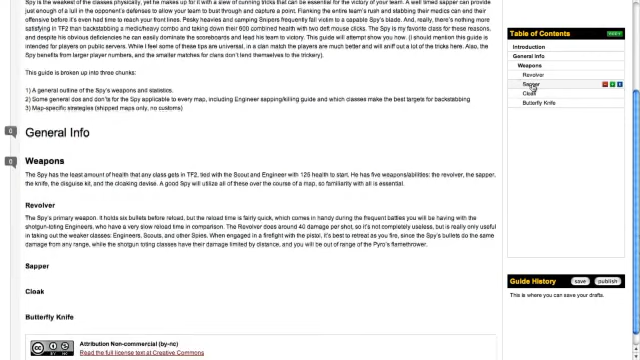 Spy is the weakest of the classes physically, yet he makes up for it with a slew of cunning tricks that can be essential for the victory of your team. A well timed sapper can provide
just enough of a lull in the opponent's defenses to allow your team to bust through and capture a point. Flanking the entire team's ruin and stabbing their medics can end their
offensive before it's even had time to reach your front lines. Pesky heavies and camping Snipers frequently fall victim to a capable Spy's blade. And, really, there's nothing more
satisfying in TF2 than backstabbing a medic/heavy combo and taking down their 600 combined health with two deft mouse clicks. The Spy is my favorite class for these reasons,
and despite his obvious deficiencies he can easily dominate the scoreboards and lead his team to victory. This guide will attempt show you how. (I should mention this guide is
intended for players on public servers. While I feel some of these tips are universal, in a clan match the players are much better and will sniff out a lot of the tricks here. Also, the
Spy benefits from larger player numbers, and the smaller matches for clans don't lend themselves to the trickery).
This guide is broken up into three chunks:
1) A general outline of the Spy's weapons and statistics.
2) Some general dos and don'ts for the Spy applicable to every map, including Engineer sapping/killing guide and which classes make the best targets for backstabbing
3) Map-specific strategies (shipped maps only, no customs)
0
General Info
0
Weapons
The Spy has the least amount of health that any class gets in TF2, tied with the Scout and Engineer with 125 health to start. He has five weapons/abilities: the revolver, the sapper,
the knife, the disguise kit, and the cloaking devise. A good Spy will utilize all of these over the course of a map, so familiarity with all is essential.
Revolver
The Spy's primary weapon. It holds six bullets before reload, but the reload time is fairly quick, which comes in handy during the frequent battles you will be having with the
shotgun-toting Engineers, who have a very slow reload time in comparison. The Revolver does around 40 damage per shot, so it's not completely useless, but is really only useful
in taking out the weaker classes: Engineers, Scouts, and other Spies. When engaged in a firefight with the pistol, it's best to retreat as you fire, since the Spy's bullets do the same
damage from any range, while the shotgun toting classes have their damage limited by distance, and you will be out of range of the Pyro's flamethrower.
Sapper
Cloak
Butterfly Knife
Attribution Non-commercial (by-nc)
Read the full license text at Creative Commons
BY
NC
Table of Contents
Introduction
General Info
Weapons
Revolver
Sapper
Cloak
Butterfly Knife
Guide History
save
publish
This is where you can save your drafts.